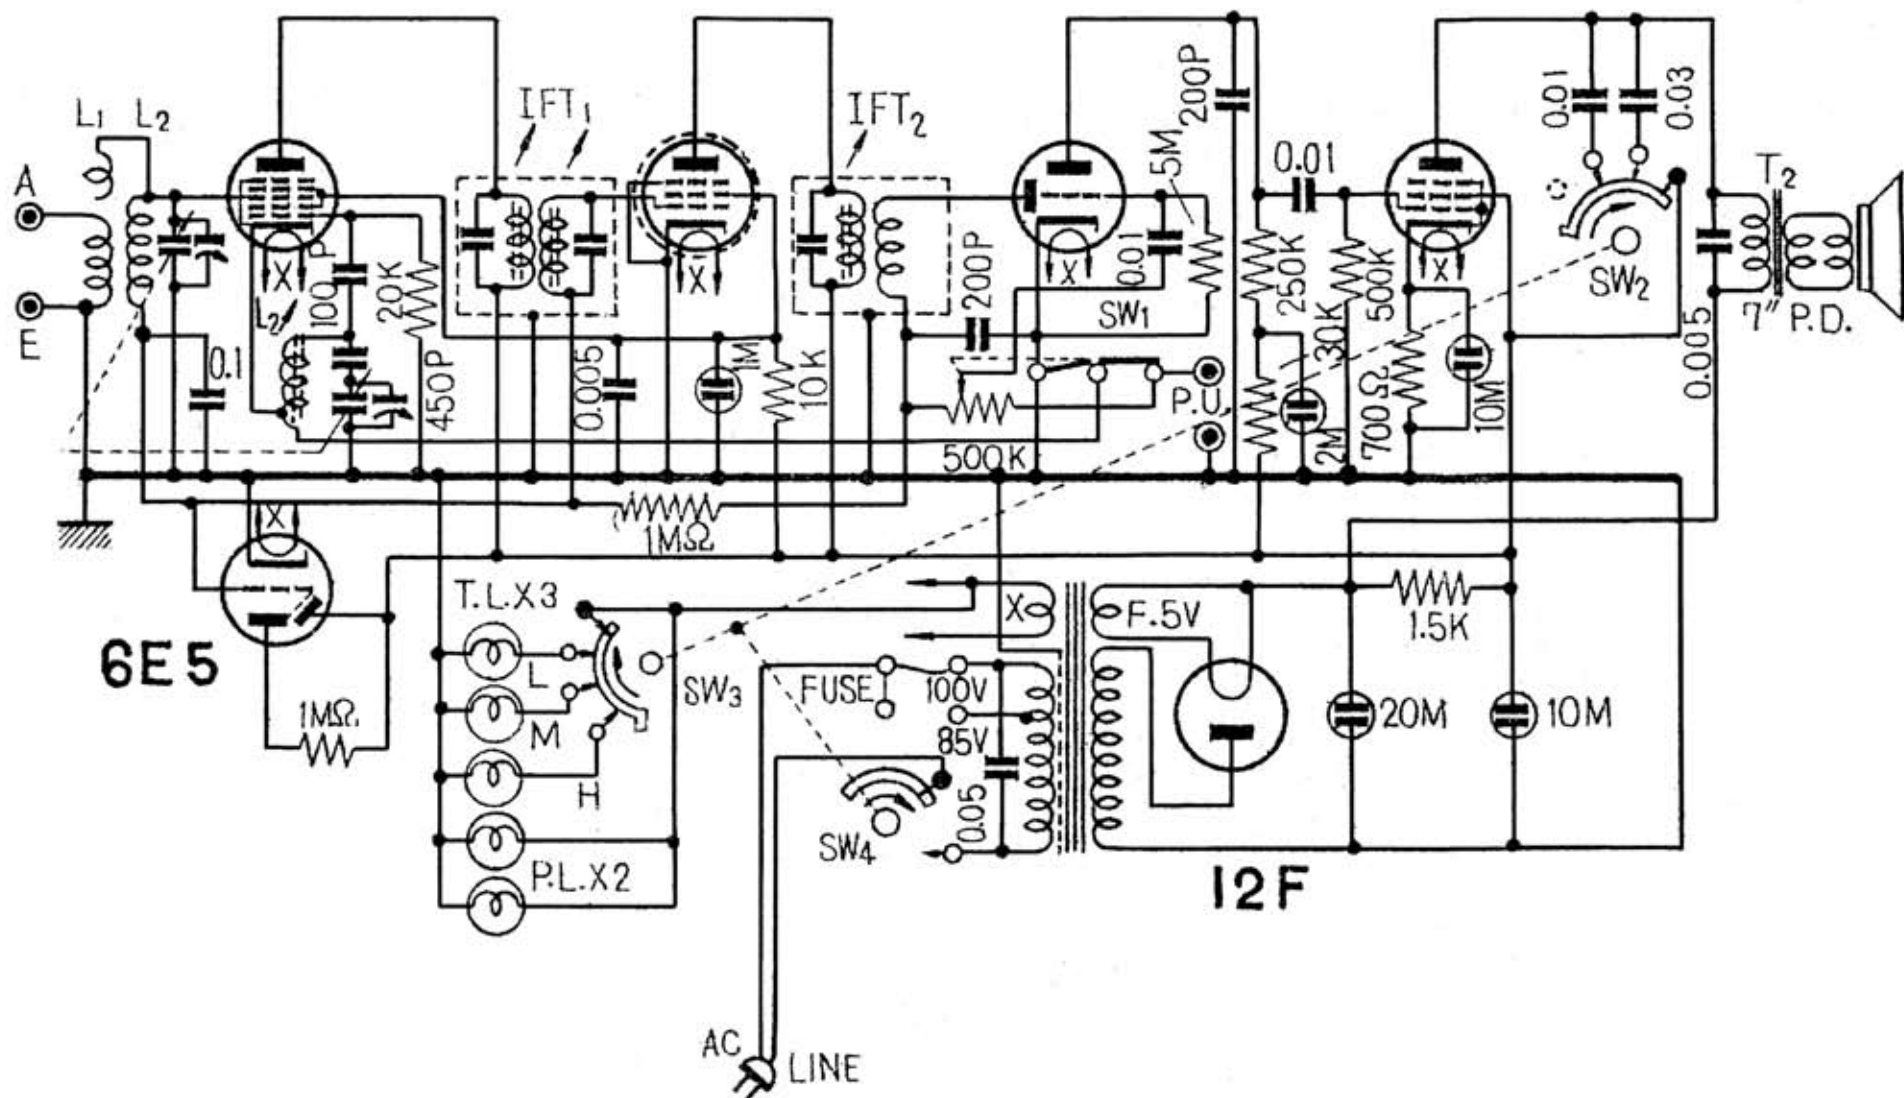 L1 L2
A
E
IFT1
IFT2
X
X
X
X
L2
100 P
20K
450P
0.1
0.005
1M
10K
200P
0.01
5M
SW1
500K
200P
0.01
250K
30K
500K
2M
700Ω
10M
P.U.
0.01
0.03
SW2
T2
7" P.D.
0.005
X
1MΩ
6E5
1MΩ
T.L.X3
L
M
H
SW3
P.L.X2
X
F.5V
FUSE
100V
85V
0.05
SW4
1.5K
20M
10M
12F
AC LINE